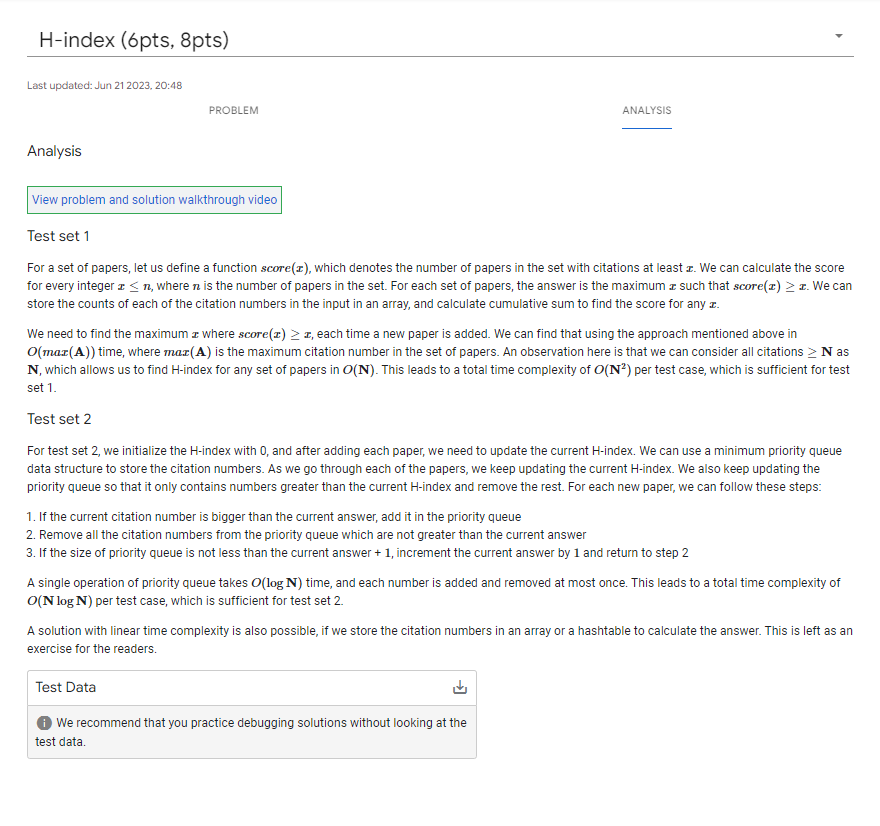 H-index (6pts, 8pts)
Last updated: Jun 21 2023, 20:48
PROBLEM
ANALYSIS
Analysis
View problem and solution walkthrough video
Test set 1
For a set of papers, let us define a function score(x), which denotes the number of papers in the set with citations at least x. We can calculate the score
for every integer x ≤ n, where n is the number of papers in the set. For each set of papers, the answer is the maximum x such that score(x) ≥ x. We can
store the counts of each of the citation numbers in the input in an array, and calculate cumulative sum to find the score for any x.
We need to find the maximum x where score(x) ≥ x, each time a new paper is added. We can find that using the approach mentioned above in
O(max(A)) time, where max(A) is the maximum citation number in the set of papers. An observation here is that we can consider all citations ≥ N as
N, which allows us to find H-index for any set of papers in O(N). This leads to a total time complexity of O(N²) per test case, which is sufficient for test
set 1.
Test set 2
For test set 2, we initialize the H-index with 0, and after adding each paper, we need to update the current H-index. We can use a minimum priority queue
data structure to store the citation numbers. As we go through each of the papers, we keep updating the current H-index. We also keep updating the
priority queue so that it only contains numbers greater than the current H-index and remove the rest. For each new paper, we can follow these steps:
1. If the current citation number is bigger than the current answer, add it in the priority queue
2. Remove all the citation numbers from the priority queue which are not greater than the current answer
3. If the size of priority queue is not less than the current answer + 1, increment the current answer by 1 and return to step 2
A single operation of priority queue takes O(log N) time, and each number is added and removed at most once. This leads to a total time complexity of
O(N log N) per test case, which is sufficient for test set 2.
A solution with linear time complexity is also possible, if we store the citation numbers in an array or a hashtable to calculate the answer. This is left as an
exercise for the readers.
Test Data
We recommend that you practice debugging solutions without looking at the
test data.